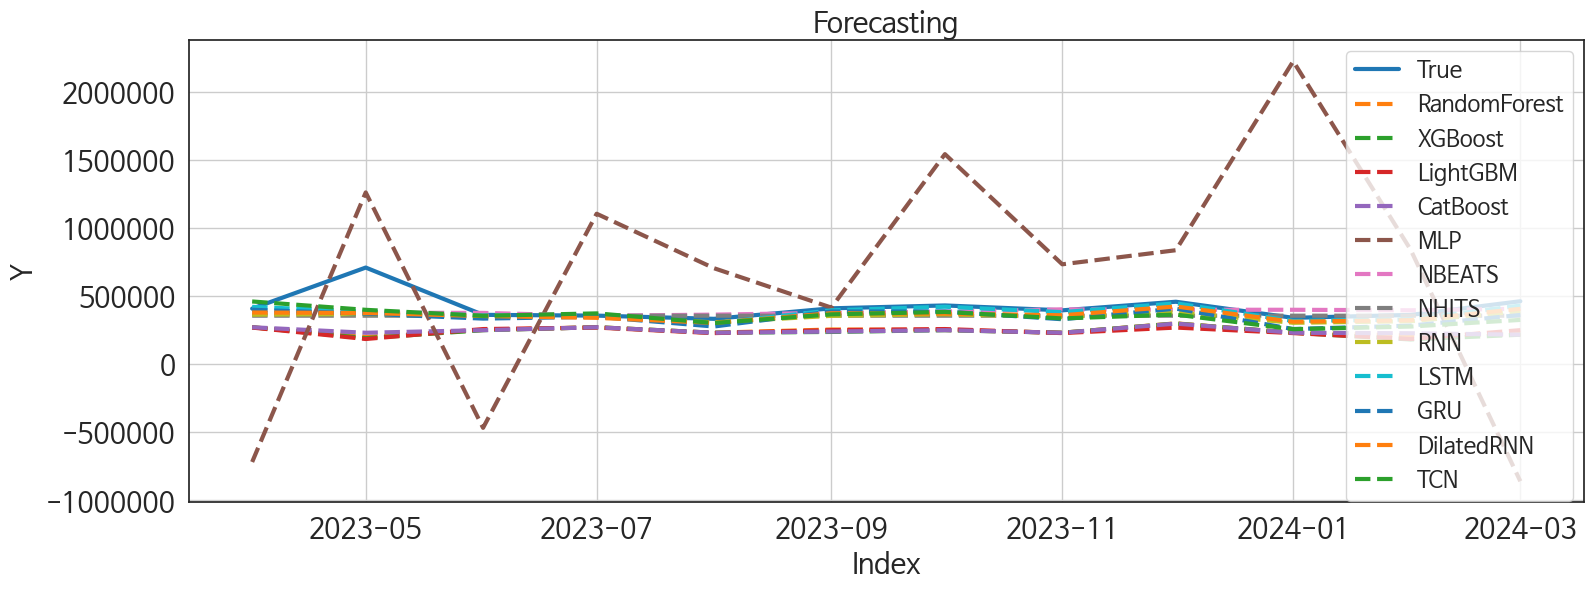 Forecasting
2000000
1500000
1000000
500000
0
−500000
−1000000
Y
2023−05
2023−07
2023−09
2023−11
2024−01
2024−03
Index
True
RandomForest
XGBoost
LightGBM
CatBoost
MLP
NBEATS
NHITS
RNN
LSTM
GRU
DilatedRNN
TCN